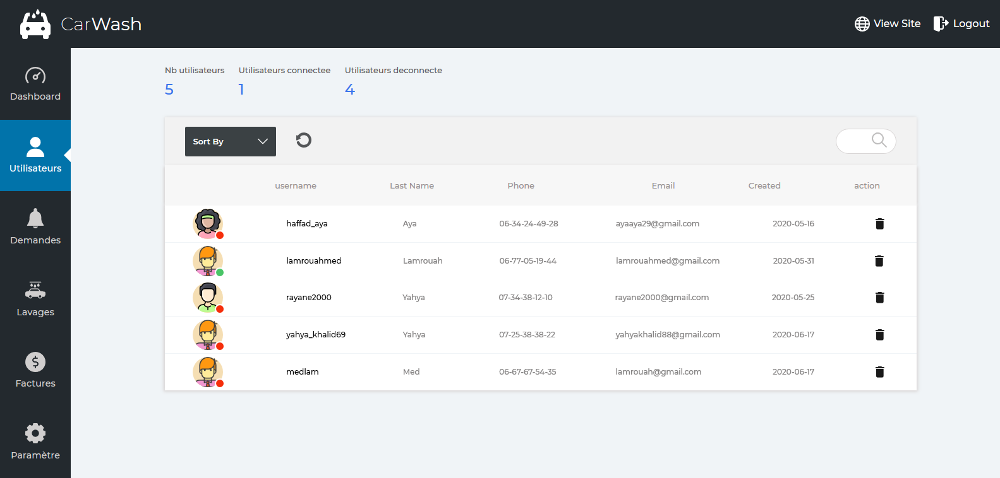 CarWash
View Site
Logout
Dashboard
Utilisateurs
Demandes
Lavages
Factures
Paramètre
Nb utilisateurs Utilisateurs connectee Utilisateurs deconnecte
5 1 4
Sort By
username Last Name Phone Email Created action
haffad_aya Aya 06-34-24-49-28 ayaaya29@gmail.com 2020-05-16
lamrouahmed Lamrouah 06-77-05-19-44 lamrouahmed@gmail.com 2020-05-31
rayane2000 Yahya 07-34-38-12-10 rayane2000@gmail.com 2020-05-25
yahya_khalid69 Yahya 07-25-38-38-22 yahyakhalid88@gmail.com 2020-06-17
medlam Med 06-67-67-54-35 lamrouah@gmail.com 2020-06-17